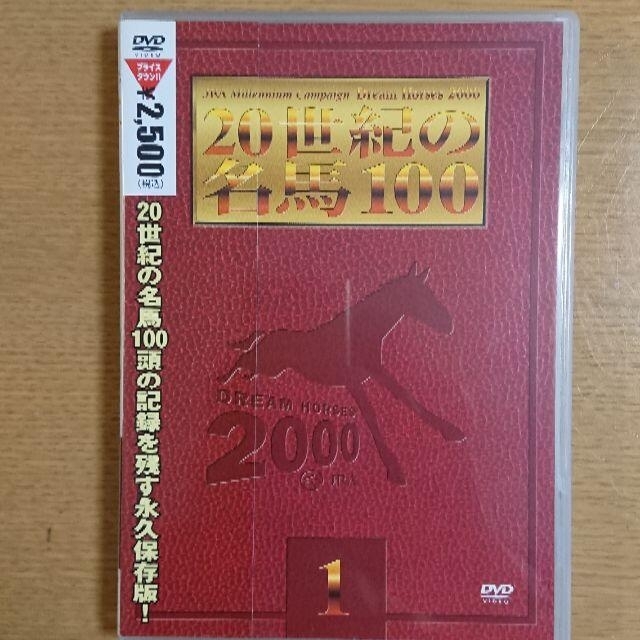 DVD
VIDEO
プライス
ダウン!!
¥2,500
(税込)
20世紀の名馬100頭の記録を残す永久保存版!
JRA Millennium Campaign Dream Horses 2000
20世紀の
名馬100
DREAM HORSES
2000
JRA
1
DVD
VIDEO